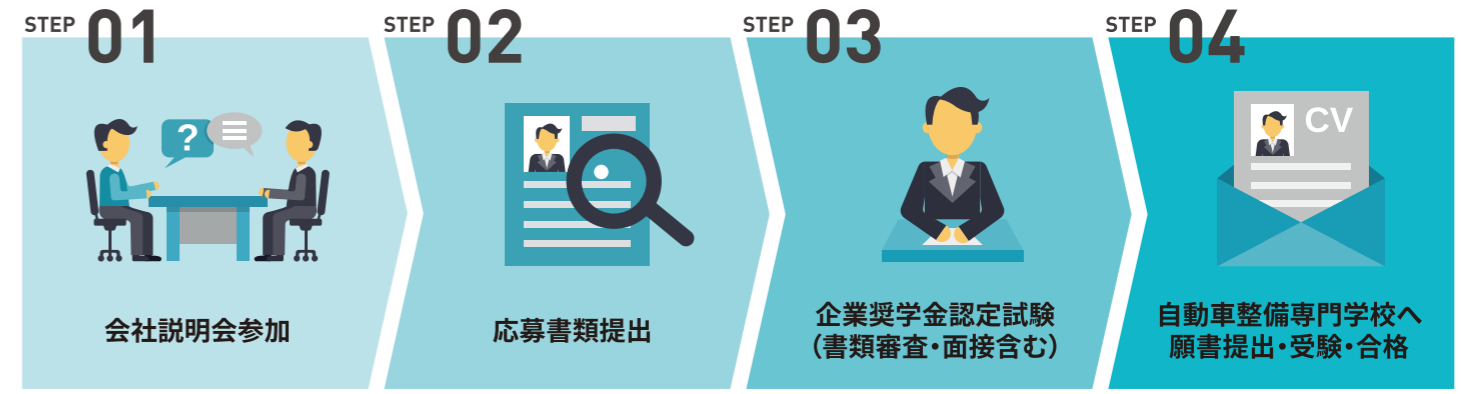 STEP 01
STEP 02
STEP 03
STEP 04
?
CV
会社説明会参加
応募書類提出
企業奨学金認定試験
（書類審査・面接含む）
自動車整備専門学校へ
願書提出・受験・合格